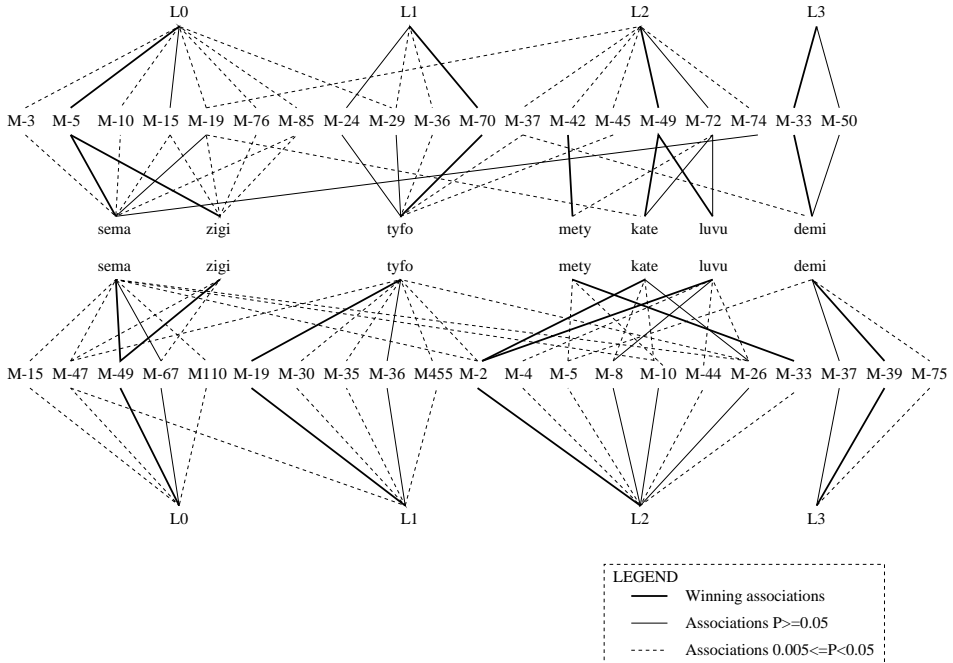 L0 L1 L2 L3
M-3 M-5 M-10 M-15 M-19 M-76 M-85 M-24 M-29 M-36 M-70 M-37 M-42 M-45 M-49 M-72 M-74 M-33 M-50
sema zigi tyfo mety kate luvu demi
sema zigi tyfo mety kate luvu demi
M-15 M-47 M-49 M-67 M110 M-19 M-30 M-35 M-36 M455 M-2 M-4 M-5 M-8 M-10 M-44 M-26 M-33 M-37 M-39 M-75
L0 L1 L2 L3
LEGEND
Winning associations
Associations P>=0.05
Associations 0.005<=P<0.05